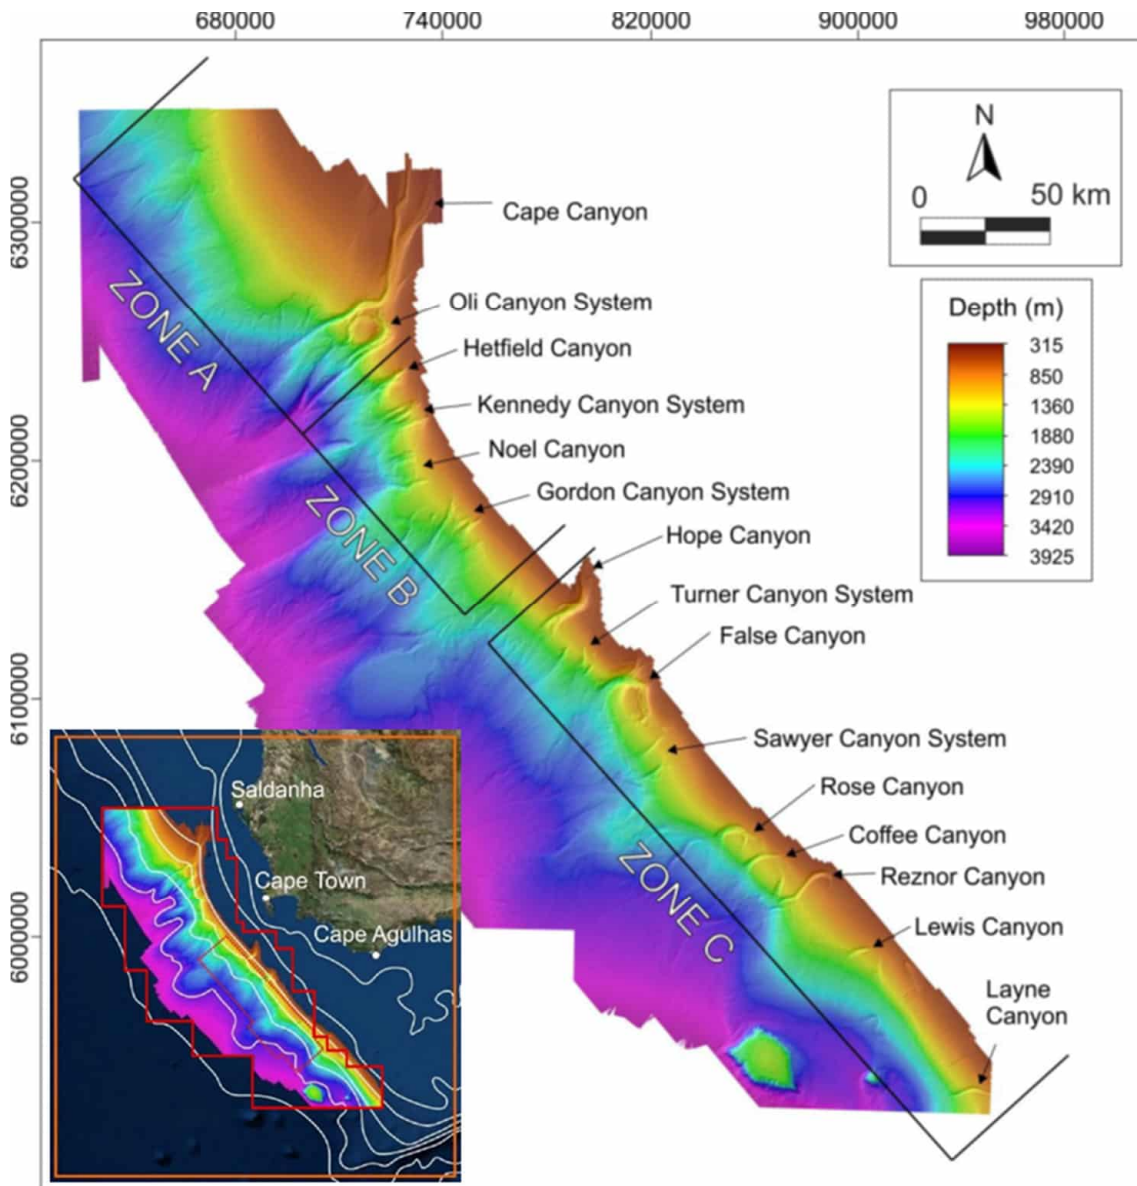 680000 740000 820000 900000 980000
6300000
6200000
6100000
6000000
N
0 50 km
Depth (m)
315
850
1360
1880
2390
2910
3420
3925
Cape Canyon
Oli Canyon System
Hetfield Canyon
Kennedy Canyon System
Noel Canyon
Gordon Canyon System
Hope Canyon
Turner Canyon System
False Canyon
Sawyer Canyon System
Rose Canyon
Coffee Canyon
Reznor Canyon
Lewis Canyon
Layne
Canyon
ZONE A
ZONE B
ZONE C
Saldanha
Cape Town
Cape Agulhas